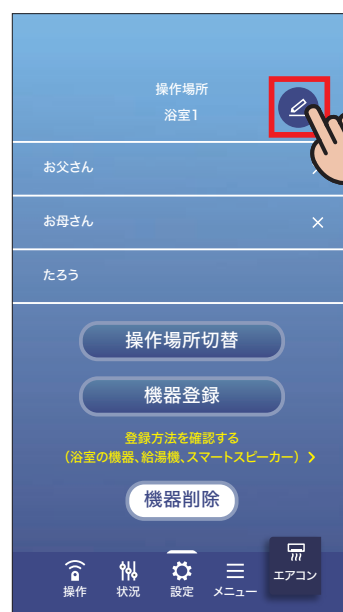 操作場所
浴室1
お父さん
お母さん
×
たろう
操作場所切替
機器登録
登録方法を確認する
(浴室の機器、給湯機、スマートスピーカー) >
機器削除
操作 状況 設定 メニュー エアコン